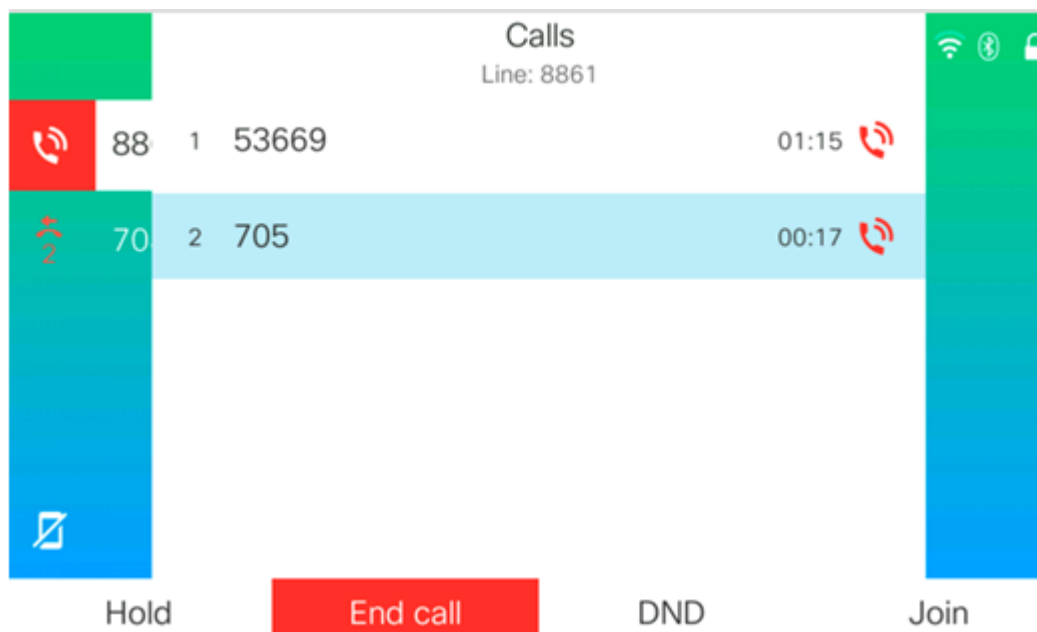 Calls
Line: 8861
88 1 53669 01:15
70 2 705 00:17
2
Hold End call DND Join